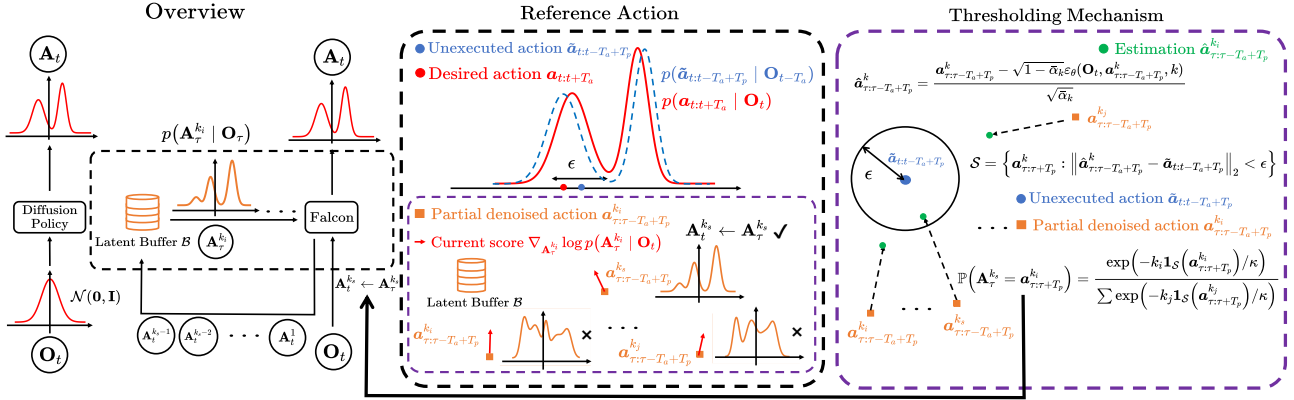 Overview
A_t
A_t
p(A_τ^{k_i} | O_τ)
Diffusion
Policy
Latent Buffer 𝓑
A_τ^{k_i}
Falcon
𝒩(0, I)
A_t^{k_s} ← A_τ^{k_s}
A_t^{k_s-1}
A_t^{k_s-2}
A_t^1
O_t
O_t
Reference Action
Unexecuted action ã_{t:t-T_a+T_p}
Desired action a_{t:t+T_a}
p(ã_{t:t-T_a+T_p} | O_{t-T_a})
p(a_{t:t+T_a} | O_t)
ϵ
Partial denoised action a_{τ:τ-T_a+T_p}^{k_i}
Current score ∇_{A_τ^{k_i}} log p(A_τ^{k_i} | O_t)
A_t^{k_s} ← A_τ^{k_s} ✓
Latent Buffer 𝓑
a_{τ:τ-T_a+T_p}^{k_s}
a_{τ:τ-T_a+T_p}^{k_i}
×
a_{τ:τ-T_a+T_p}^{k_j}
×
Thresholding Mechanism
Estimation â_{τ:τ-T_a+T_p}^{k_i}
â_{τ:τ-T_a+T_p}^k = (a_{τ:τ-T_a+T_p}^k - √(1 - ᾱ_k) ε_θ(O_t, a_{τ:τ-T_a+T_p}^k, k)) / √ᾱ_k
a_{τ:τ-T_a+T_p}^{k_j}
ã_{t:t-T_a+T_p}
ϵ
𝒮 = {a_{τ:τ+T_p}^k : ‖â_{τ:τ-T_a+T_p}^k - ã_{t:t-T_a+T_p}‖_2 < ϵ}
Unexecuted action ã_{t:t-T_a+T_p}
Partial denoised action a_{τ:τ-T_a+T_p}^{k_i}
ℙ(A_τ^{k_s} = a_{τ:τ+T_p}^{k_i}) = exp(-k_i 1_𝒮(a_{τ:τ+T_p}^{k_i})/κ) / ∑ exp(-k_j 1_𝒮(a_{τ:τ+T_p}^{k_j})/κ)
a_{τ:τ-T_a+T_p}^{k_i}
a_{τ:τ-T_a+T_p}^{k_s}